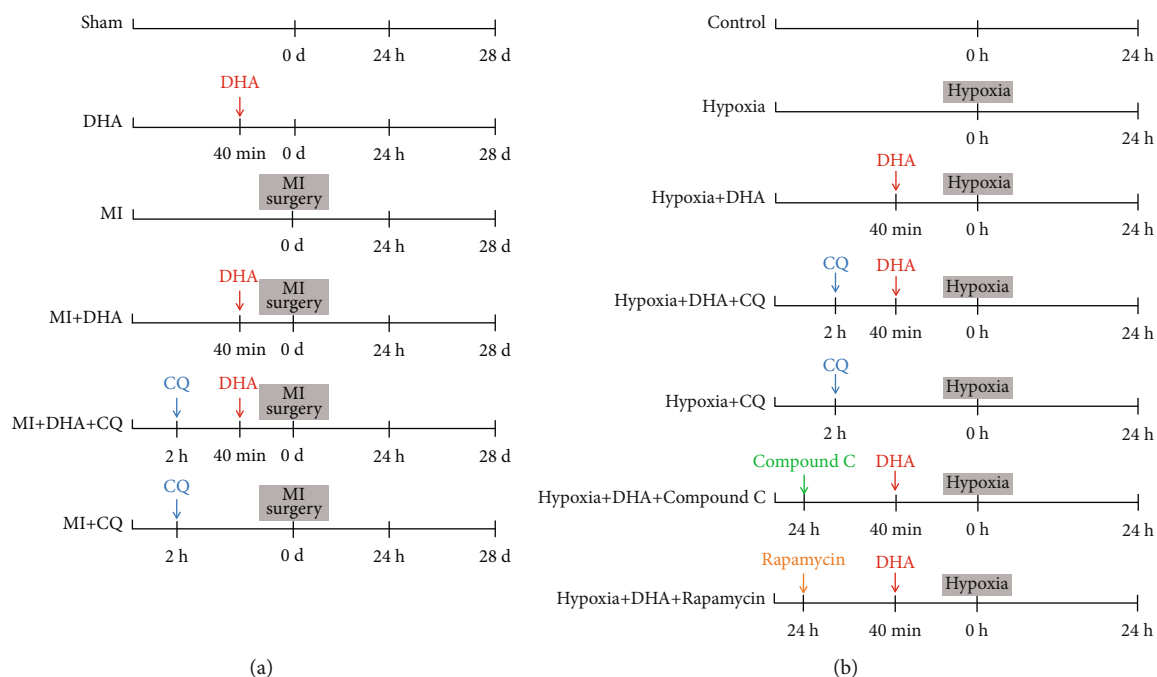 Sham
0 d 24 h 28 d
DHA
DHA
40 min 0 d 24 h 28 d
MI
surgery
MI
0 d 24 h 28 d
DHA
MI
surgery
MI+DHA
40 min 0 d 24 h 28 d
CQ DHA
MI
surgery
MI+DHA+CQ
2 h 40 min 0 d 24 h 28 d
CQ
MI
surgery
MI+CQ
2 h 0 d 24 h 28 d
(a)
Control
0 h 24 h
Hypoxia
Hypoxia
0 h 24 h
DHA
Hypoxia
Hypoxia+DHA
40 min 0 h 24 h
CQ DHA
Hypoxia
Hypoxia+DHA+CQ
2 h 40 min 0 h 24 h
CQ
Hypoxia
Hypoxia+CQ
2 h 0 h 24 h
Compound C DHA
Hypoxia
Hypoxia+DHA+Compound C
24 h 40 min 0 h 24 h
Rapamycin DHA
Hypoxia
Hypoxia+DHA+Rapamycin
24 h 40 min 0 h 24 h
(b)